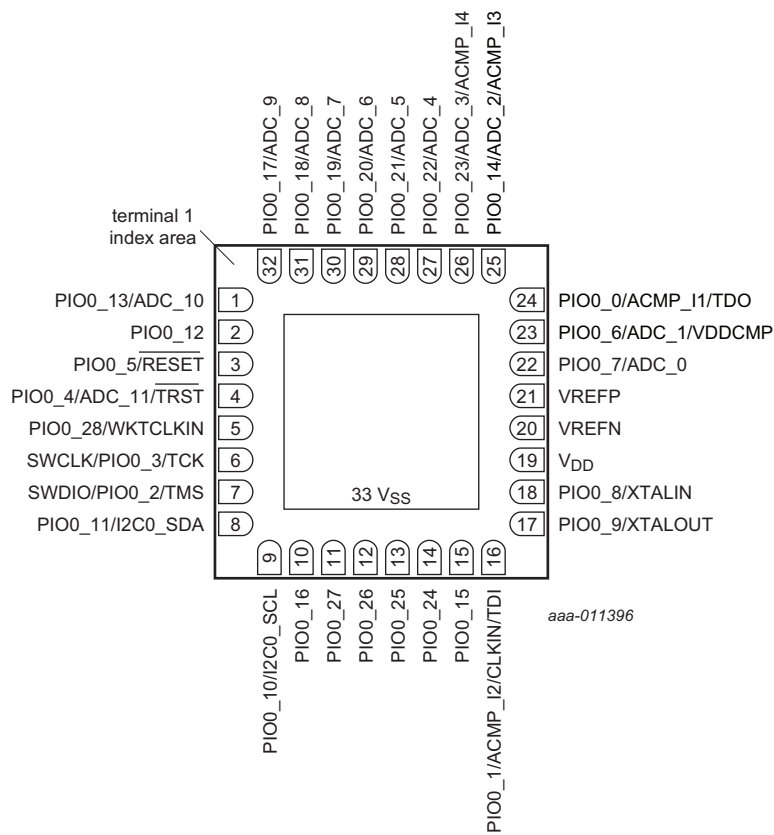 PIO0_17/ADC_9
PIO0_18/ADC_8
PIO0_19/ADC_7
PIO0_20/ADC_6
PIO0_21/ADC_5
PIO0_22/ADC_4
PIO0_23/ADC_3/ACMP_I4
PIO0_14/ADC_2/ACMP_I3
terminal 1
index area
32
31
30
29
28
27
26
25
PIO0_13/ADC_10 1
PIO0_12 2
PIO0_5/RESET 3
PIO0_4/ADC_11/TRST 4
PIO0_28/WKTCLKIN 5
SWCLK/PIO0_3/TCK 6
SWDIO/PIO0_2/TMS 7
PIO0_11/I2C0_SDA 8
24 PIO0_0/ACMP_I1/TDO
23 PIO0_6/ADC_1/VDDCMP
22 PIO0_7/ADC_0
21 VREFP
20 VREFN
19 VDD
18 PIO0_8/XTALIN
17 PIO0_9/XTALOUT
33 VSS
9
10
11
12
13
14
15
16
PIO0_10/I2C0_SCL
PIO0_16
PIO0_27
PIO0_26
PIO0_25
PIO0_24
PIO0_15
PIO0_1/ACMP_I2/CLKIN/TDI
aaa-011396